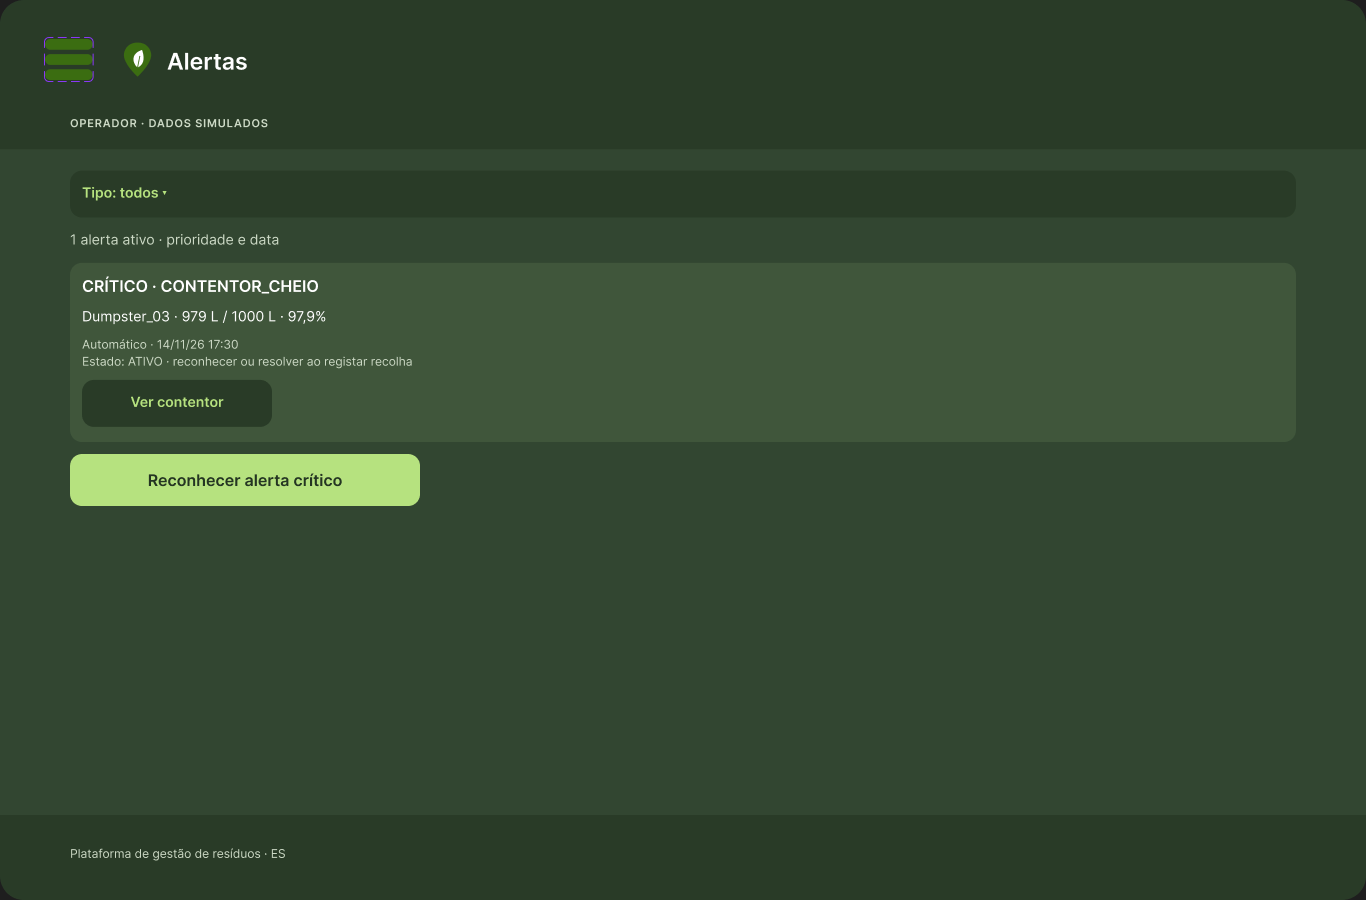 Alertas
OPERADOR · DADOS SIMULADOS
Tipo: todos ▾
1 alerta ativo · prioridade e data
CRÍTICO · CONTENTOR_CHEIO
Dumpster_03 · 979 L / 1000 L · 97,9%
Automático · 14/11/26 17:30
Estado: ATIVO · reconhecer ou resolver ao registar recolha
Ver contentor
Reconhecer alerta crítico
Plataforma de gestão de resíduos · ES